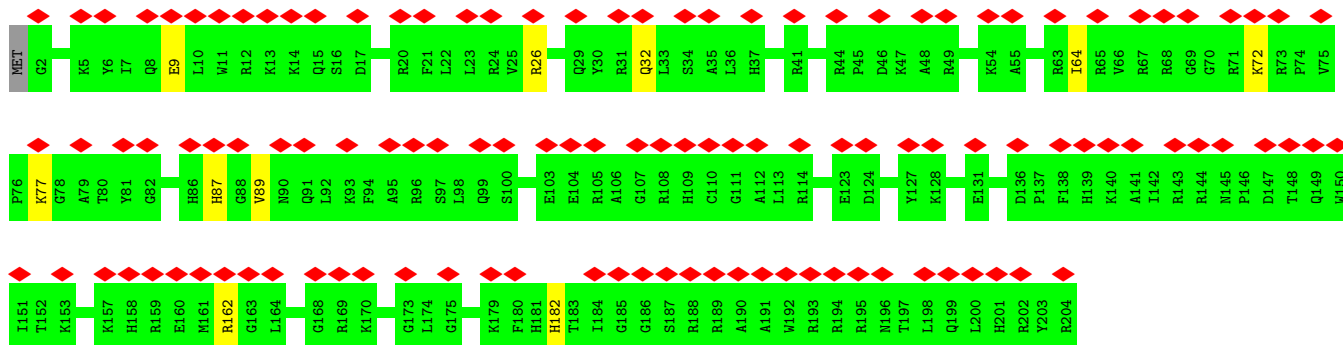 MET G2 K5 Y6 I7 Q8 E9 L10 W11 R12 K13 K14 Q15 S16 D17 R20 F21 L22 L23 R24 V25 R26 Q29 Y30 R31 Q32 L33 S34 A35 L36 H37 R41 R44 P45 D46 K47 A48 R49 K54 A55 R63 I64 R65 V66 R67 R68 G69 G70 R71 K72 R73 P74 V75
P76 K77 G78 A79 T80 Y81 G82 H86 H87 G88 V89 N90 Q91 L92 K93 F94 A95 R96 S97 L98 Q99 S100 E103 E104 R105 A106 G107 R108 H109 C110 G111 A112 L113 R114 E123 D124 Y127 K128 E131 D136 P137 F138 H139 K140 A141 I142 R143 R144 N145 P146 D147 T148 Q149 W150
I151 T152 K153 K157 H158 R159 E160 M161 R162 G163 L164 G168 R169 K170 G173 L174 G175 K179 F180 H181 H182 T183 I184 G185 G186 S187 R188 R189 A190 A191 W192 R193 R194 R195 N196 T197 L198 Q199 L200 H201 R202 Y203 R204